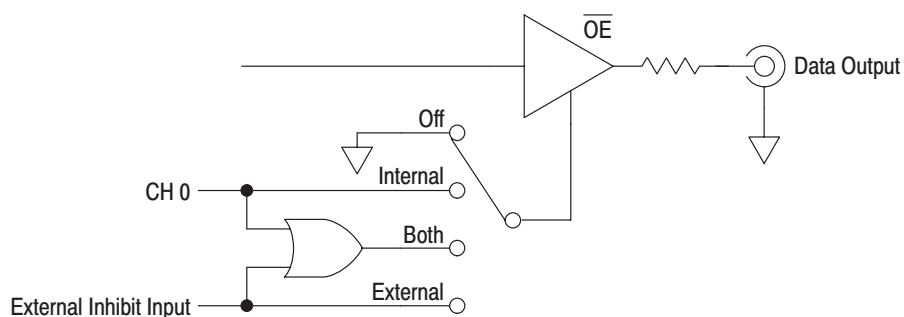 OE
Data Output
Off
Internal
CH 0
Both
External
External Inhibit Input